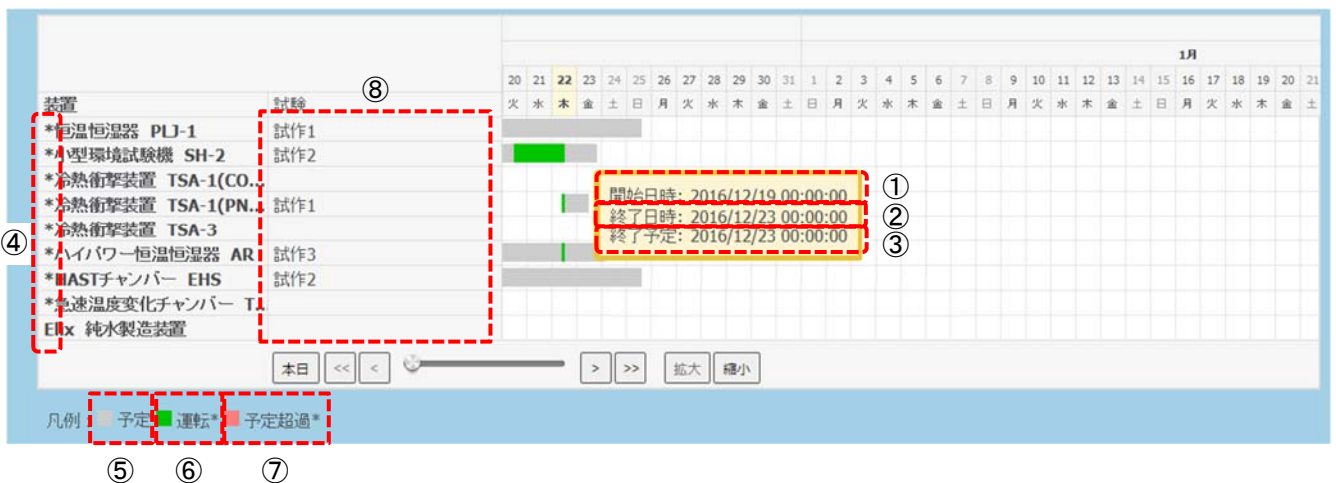 1月
20 21 22 23 24 25 26 27 28 29 30 31 1 2 3 4 5 6 7 8 9 10 11 12 13 14 15 16 17 18 19 20 21
⑧
装置 試験 火 水 木 金 土 日 月 火 水 木 金 土 日 月 火 水 木 金 土 日 月 火 水 木 金 土 日 月 火 水 木 金 土
*恒温恒湿器 PLJ-1 試作1
*小型環境試験機 SH-2 試作2
*冷熱衝撃装置 TSA-1(CO...
開始日時: 2016/12/19 00:00:00 ①
*冷熱衝撃装置 TSA-1(PN... 試作1
終了日時: 2016/12/23 00:00:00 ②
*冷熱衝撃装置 TSA-3
終了予定: 2016/12/23 00:00:00 ③
④
*ハイパワー恒温恒湿器 AR 試作3
*HASTチャンバー EHS 試作2
*急速温度変化チャンバー T...
Elix 純水製造装置
本日 << < > >> 拡大 縮小
凡例 予定 運転* 予定超過*
⑤ ⑥ ⑦